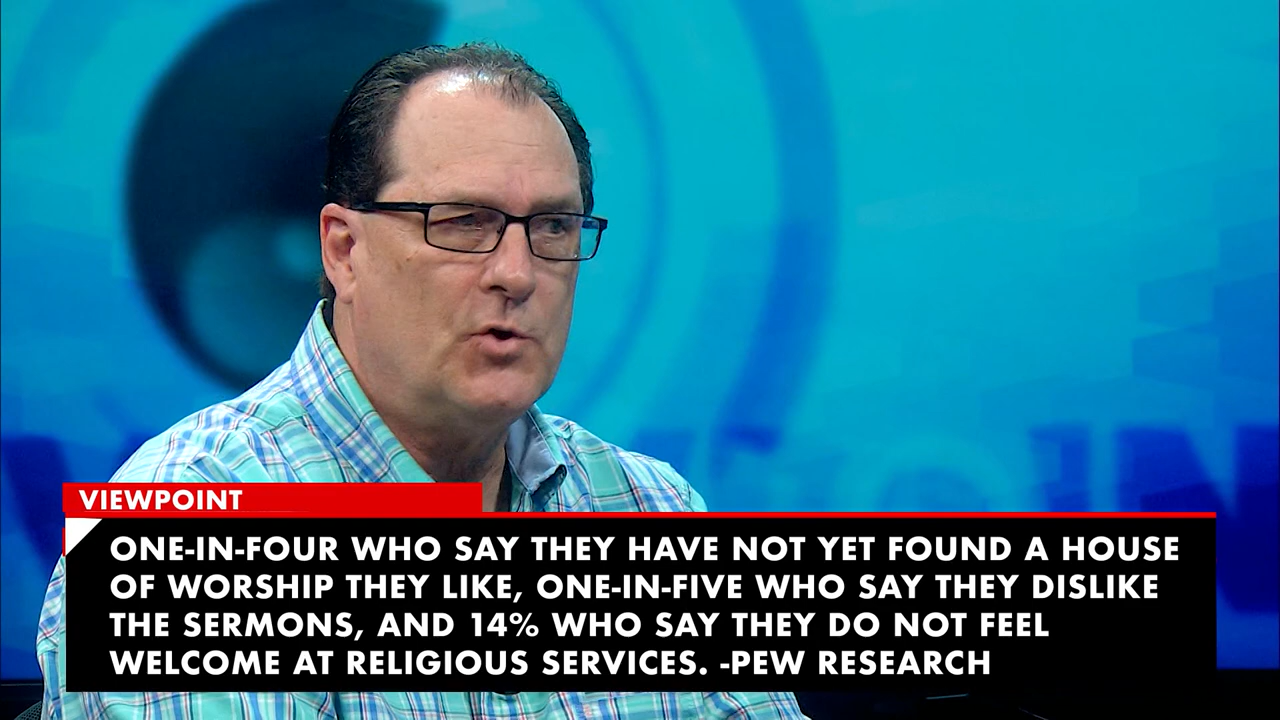 VIEWPOINT
ONE-IN-FOUR WHO SAY THEY HAVE NOT YET FOUND A HOUSE
OF WORSHIP THEY LIKE, ONE-IN-FIVE WHO SAY THEY DISLIKE
THE SERMONS, AND 14% WHO SAY THEY DO NOT FEEL
WELCOME AT RELIGIOUS SERVICES. -PEW RESEARCH